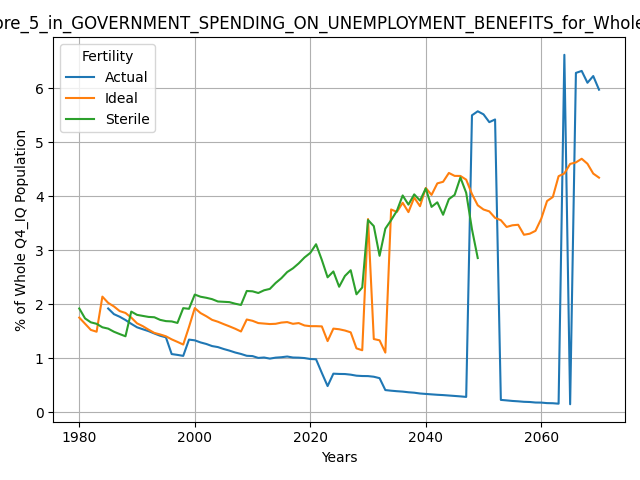 ore_5_in_GOVERNMENT_SPENDING_ON_UNEMPLOYMENT_BENEFITS_for_Whole
Fertility
Actual
Ideal
Sterile
% of Whole Q4_IQ Population
6
5
4
3
2
1
0
1980
2000
2020
2040
2060
Years